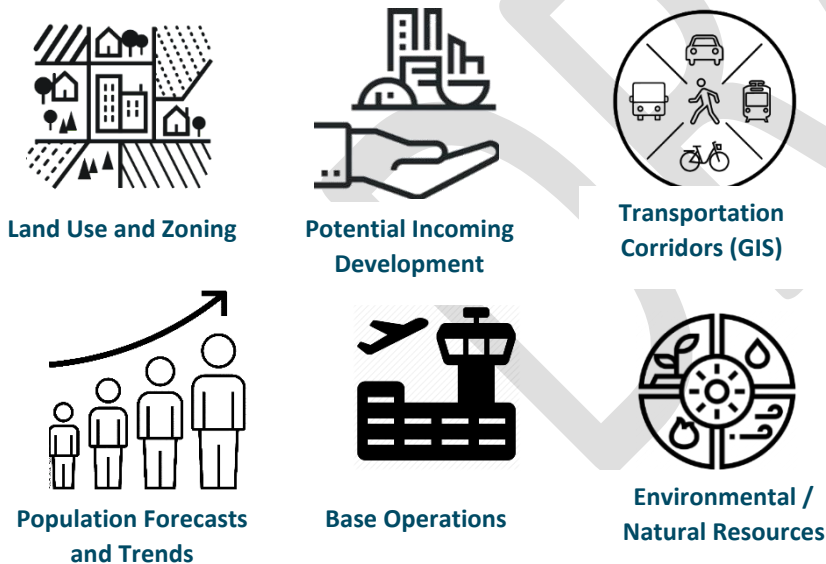 Land Use and Zoning
Potential Incoming
Development
Transportation
Corridors (GIS)
Population Forecasts
and Trends
Base Operations
Environmental /
Natural Resources